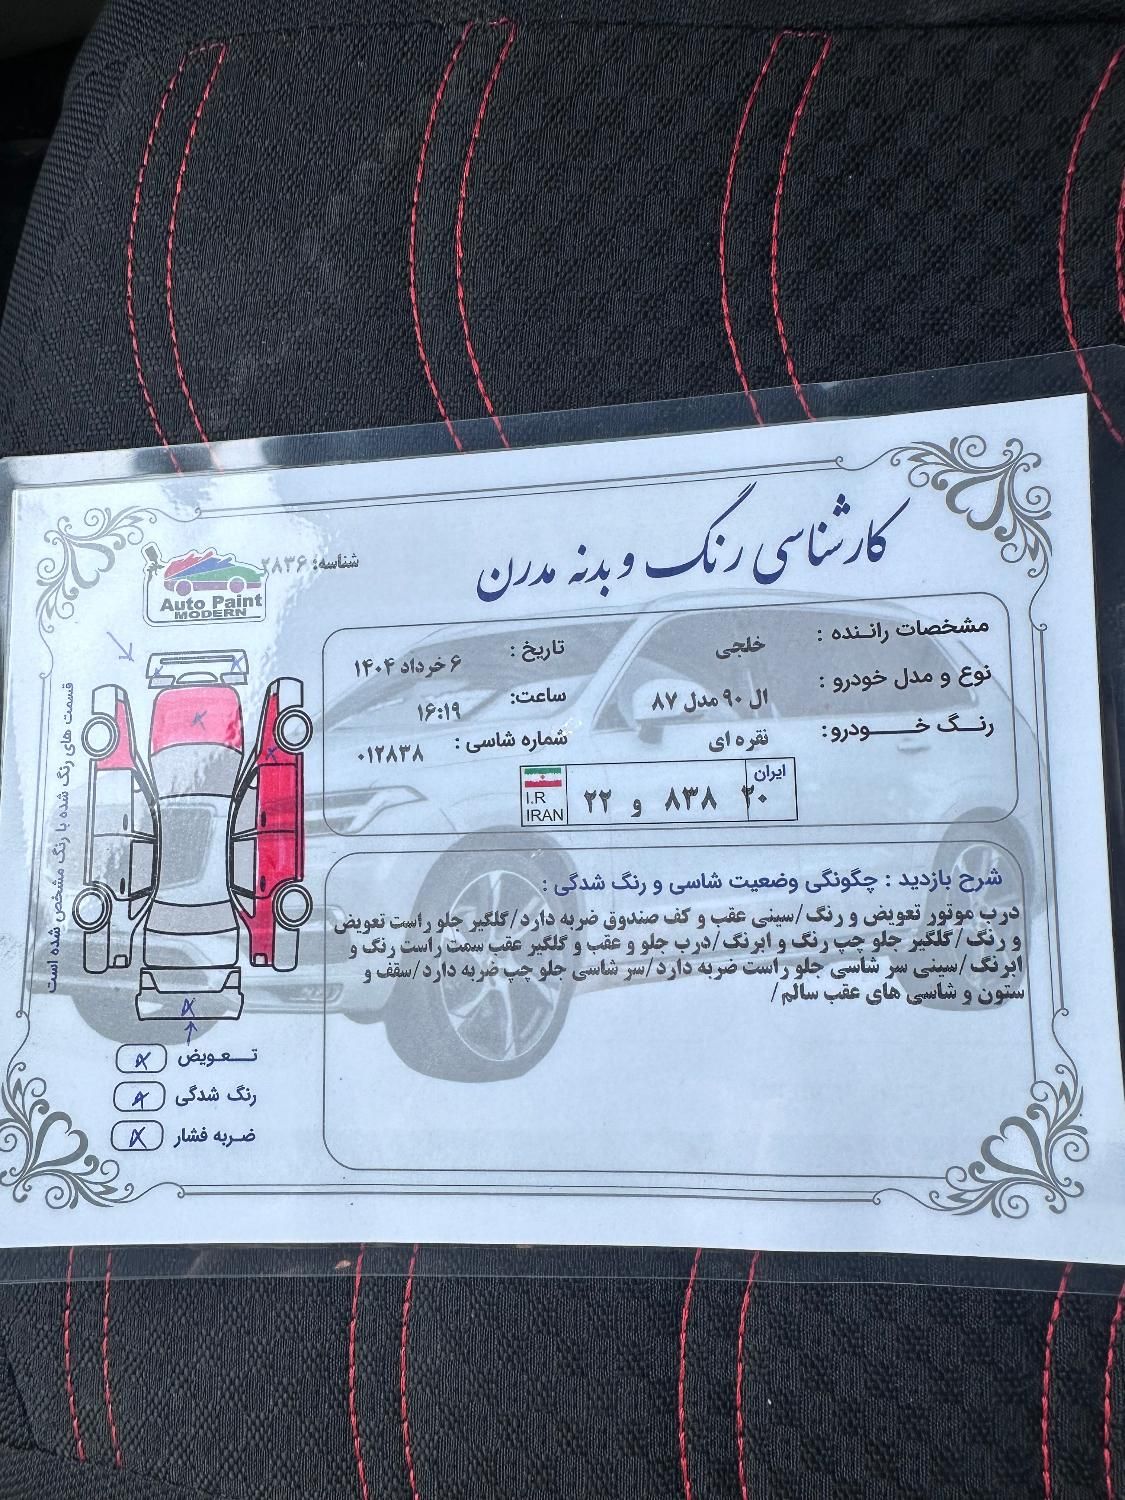 کارشناسی رنگ و بدنه مدرن
شناسه: ۲۸۳۶
Auto Paint
MODERN
مشخصات راننده : خلجی
تاریخ : ۶ خرداد ۱۴۰۴
نوع و مدل خودرو : ال ۹۰ مدل ۸۷
ساعت: ۱۶:۱۹
رنگ خودرو: نقره ای
شماره شاسی : ۰۱۲۸۳۸
ایران
۲۰
۲۲ و ۸۳۸
I.R
IRAN
شرح بازدید : چگونگی وضعیت شاسی و رنگ شدگی :
درب موتور تعویض و رنگ/سینی عقب و کف صندوق ضربه دارد/گلگیر جلو راست تعویض
و رنگ/گلگیر جلو چپ رنگ و ابرنگ/درب جلو و عقب و گلگیر عقب سمت راست رنگ و
ابرنگ/سینی سر شاسی جلو راست ضربه دارد/سر شاسی جلو چپ ضربه دارد/سقف و
ستون و شاسی های عقب سالم/
قسمت های رنگ شده با رنگ مشخص شده است
تعویض
رنگ شدگی
ضربه فشار